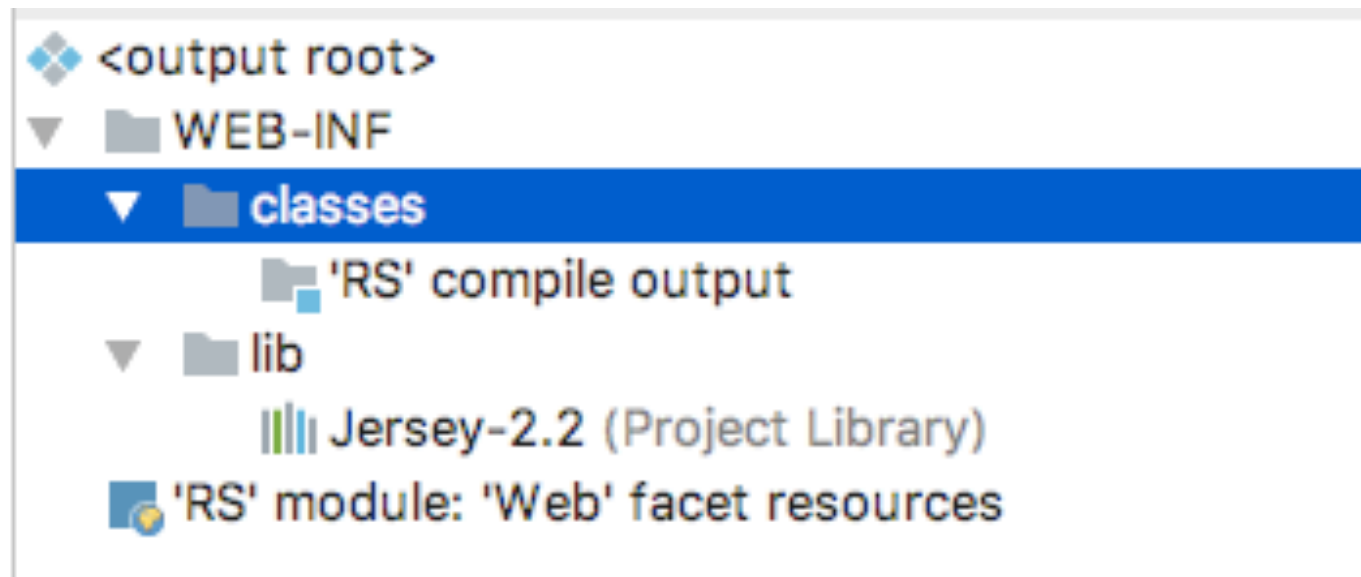 <output root>
WEB-INF
classes
'RS' compile output
lib
Jersey-2.2 (Project Library)
'RS' module: 'Web' facet resources